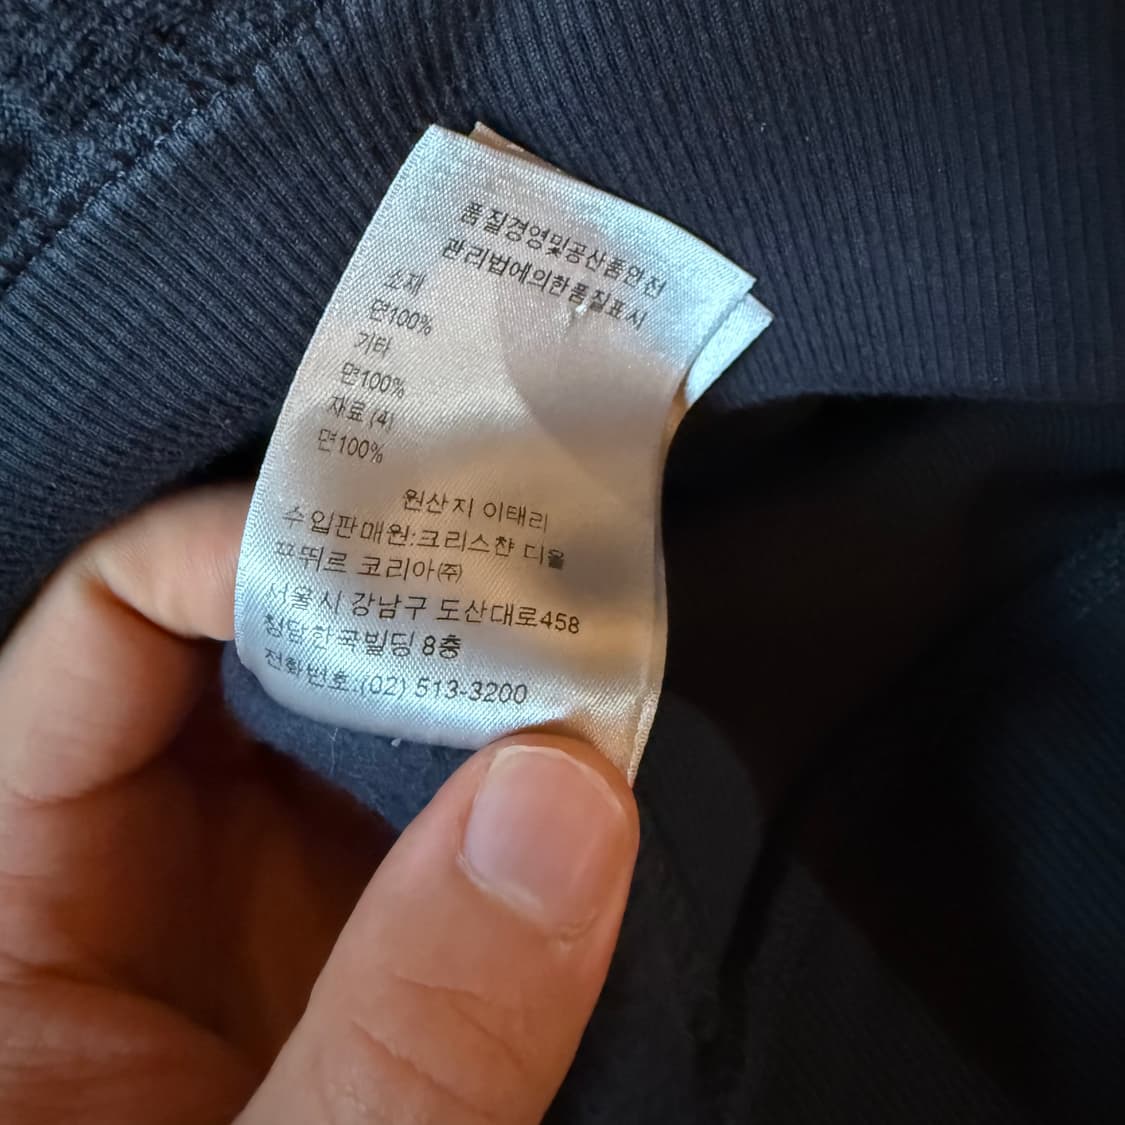 품질경영및공산품안전
관리법에의한품질표시
소재
면100%
기타
면100%
재료 (4)
면100%
원산지 이태리
수입판매원:크리스챤 디올
꾸뛰르 코리아㈜
서울시 강남구 도산대로458
청담한국빌딩 8층
전화번호.(02) 513-3200